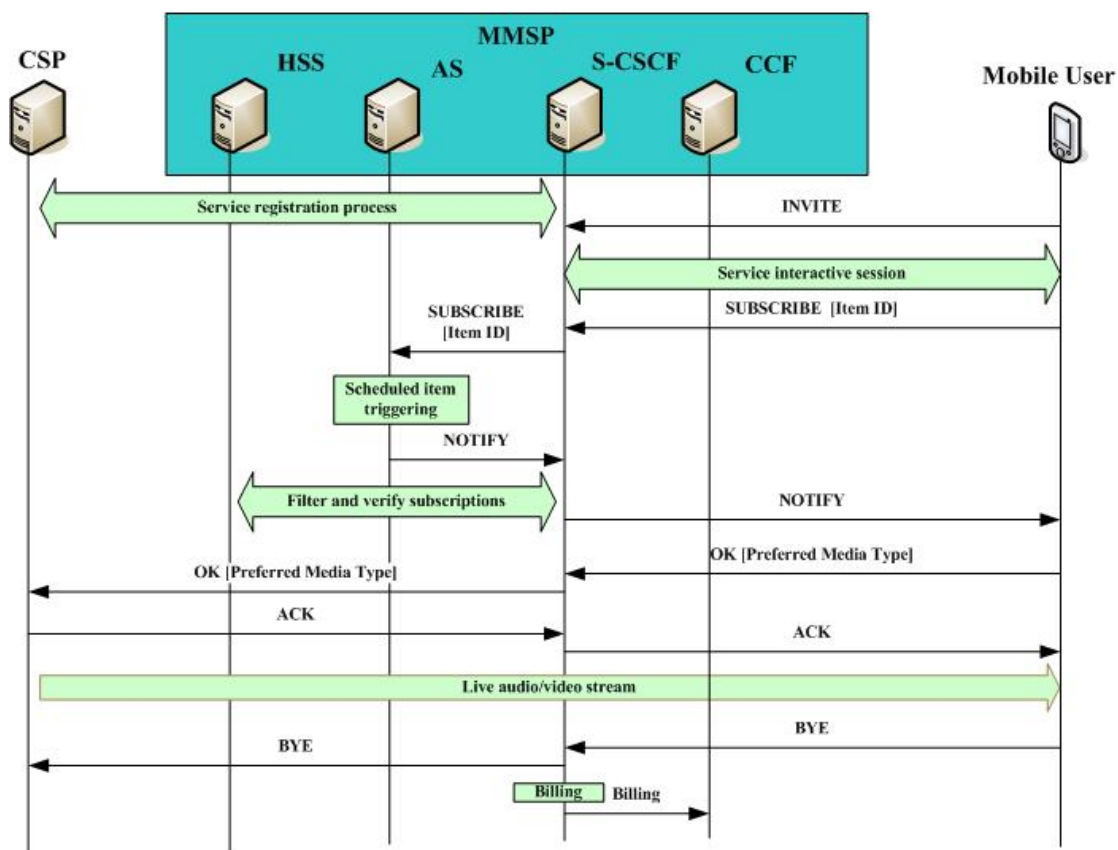 MMSP
CSP
HSS
AS
S-CSCF
CCF
Mobile User
Service registration process
INVITE
Service interactive session
SUBSCRIBE [Item ID]
SUBSCRIBE
[Item ID]
Scheduled item
triggering
NOTIFY
Filter and verify subscriptions
NOTIFY
OK [Preferred Media Type]
OK [Preferred Media Type]
ACK
ACK
Live audio/video stream
BYE
BYE
Billing
Billing